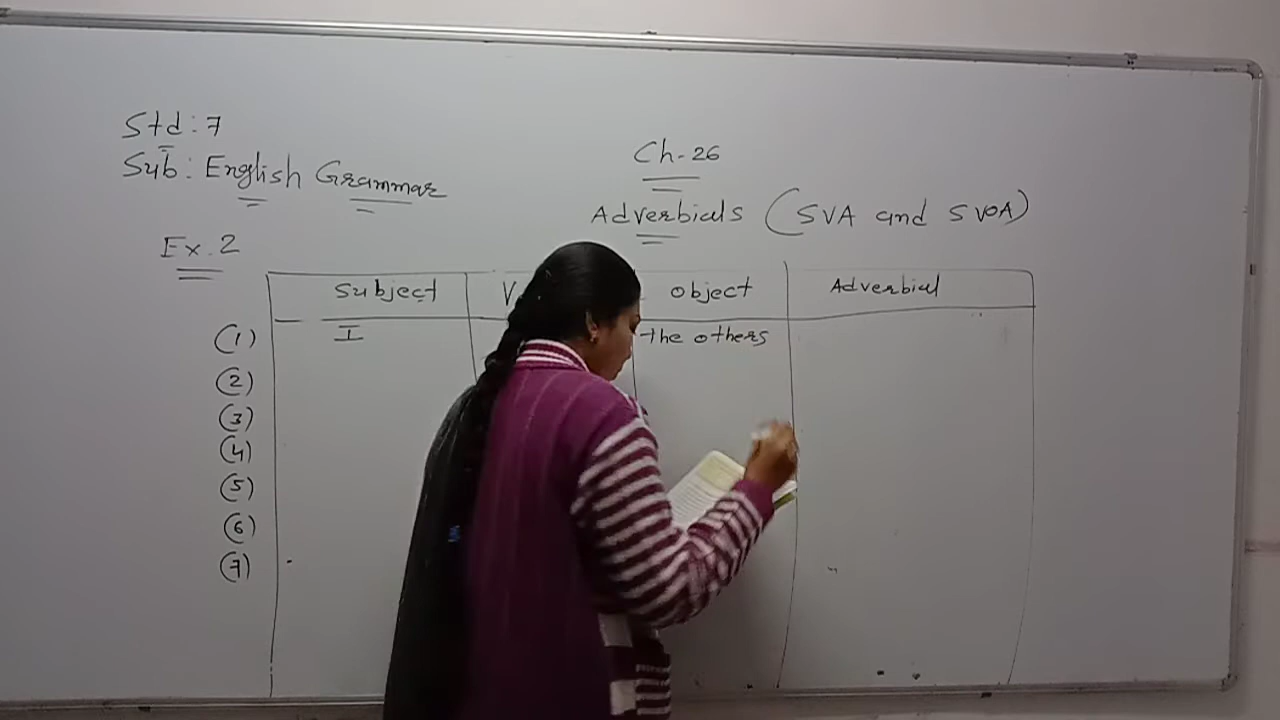 Std: 7
Sub: English Grammar
Ch-26
Adverbials (SVA and SVOA)
Ex. 2
Subject Object Adverbial
(1) I the others
(2)
(3)
(4)
(5)
(6)
(7)